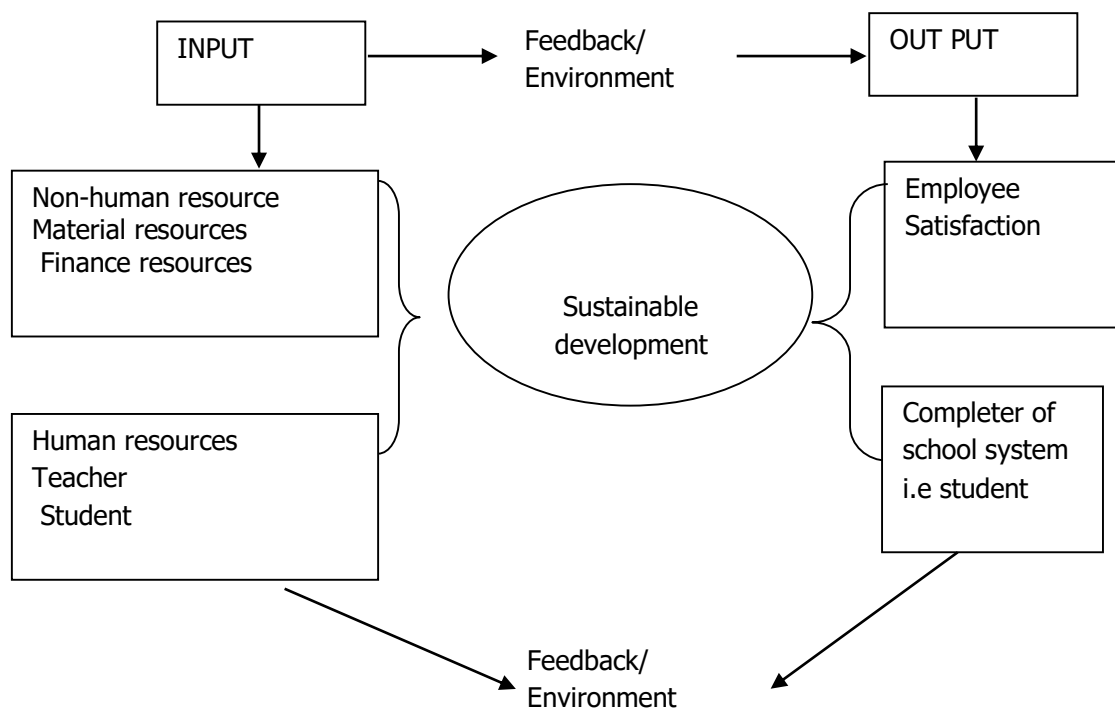 INPUT
Feedback/
Environment
OUT PUT
Non-human resource
Material resources
Finance resources
Employee
Satisfaction
Sustainable
development
Human resources
Teacher
Student
Completer of
school system
i.e student
Feedback/
Environment